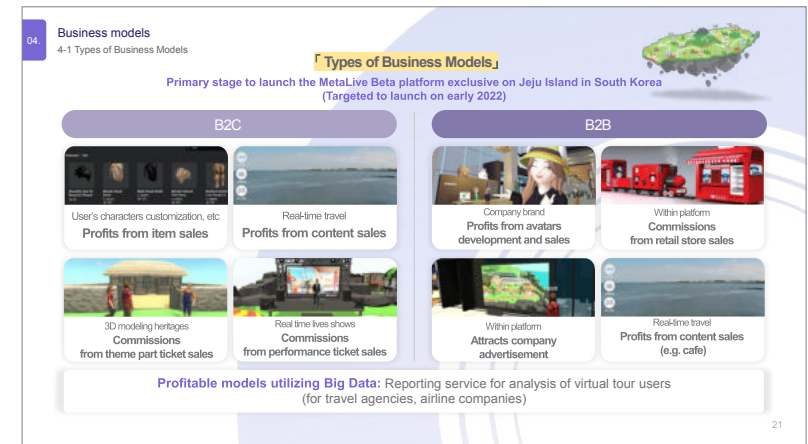 04.
Business models
4-1 Types of Business Models
「 Types of Business Models」
Primary stage to launch the MetaLive Beta platform exclusive on Jeju Island in South Korea
(Targeted to launch on early 2022)
B2C
User's characters customization, etc
Profits from item sales
Real-time travel
Profits from content sales
3D modeling heritages
Commissions
from theme part ticket sales
Real time lives shows
Commissions
from performance ticket sales
B2B
Company brand
Profits from avatars
development and sales
Within platform
Commissions
from retail store sales
Within platform
Attracts company
advertisement
Real-time travel
Profits from content sales
(e.g. cafe)
Profitable models utilizing Big Data: Reporting service for analysis of virtual tour users
(for travel agencies, airline companies)
21